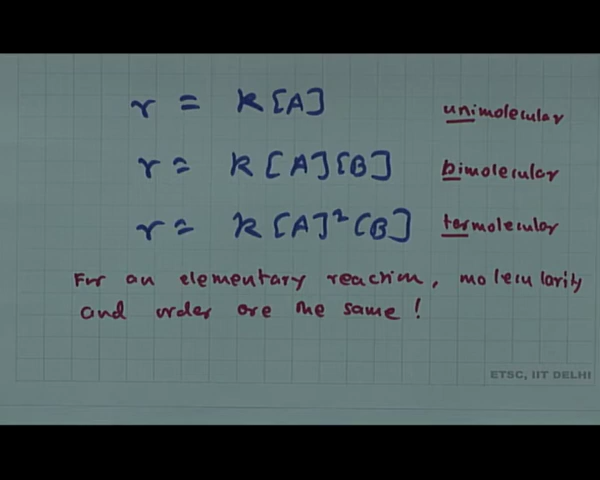 r = k[A] unimolecular
r = k[A][B] bimolecular
r = k[A]²[B] termolecular
For an elementary reaction, molecularity
and order are the same!
ETSC, IIT DELHI